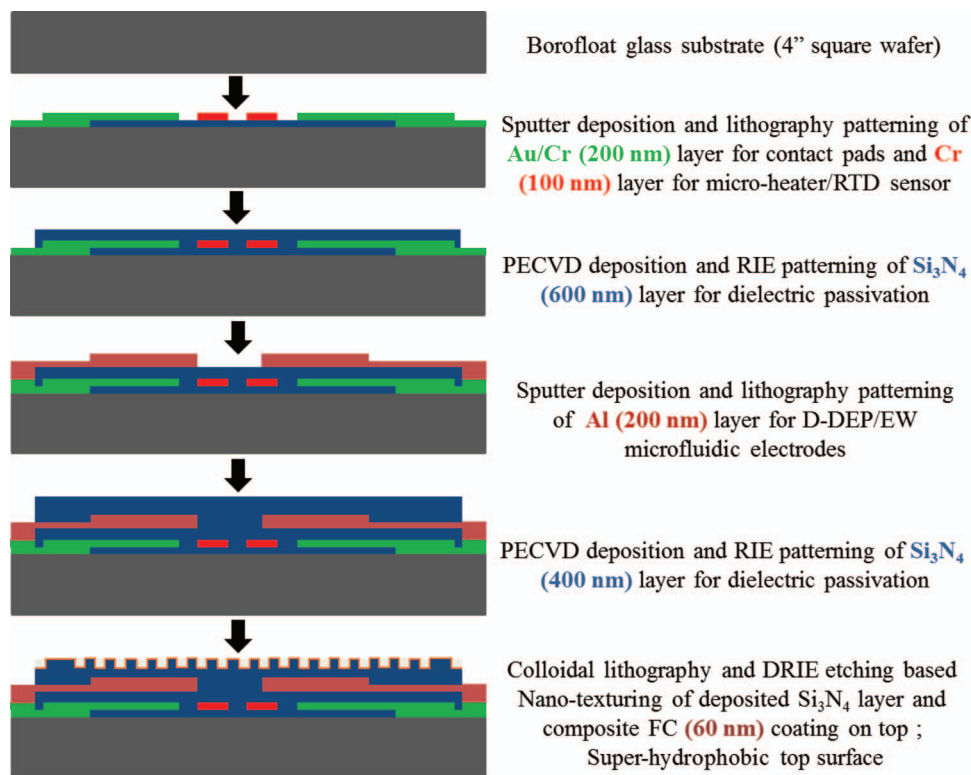 Borofloat glass substrate (4” square wafer)
Sputter deposition and lithography patterning of
Au/Cr (200 nm) layer for contact pads and Cr
(100 nm) layer for micro-heater/RTD sensor
PECVD deposition and RIE patterning of Si₃N₄
(600 nm) layer for dielectric passivation
Sputter deposition and lithography patterning
of Al (200 nm) layer for D-DEP/EW
microfluidic electrodes
PECVD deposition and RIE patterning of Si₃N₄
(400 nm) layer for dielectric passivation
Colloidal lithography and DRIE etching based
Nano-texturing of deposited Si₃N₄ layer and
composite FC (60 nm) coating on top ;
Super-hydrophobic top surface